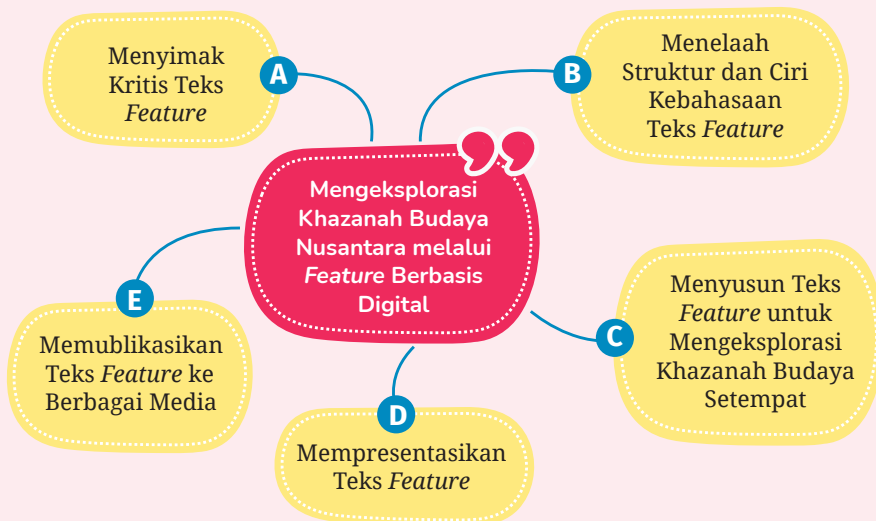 Mengeksplorasi
Khazanah Budaya
Nusantara melalui
Feature Berbasis
Digital
A
Menyimak
Kritis Teks
Feature
B
Menelaah
Struktur dan Ciri
Kebahasaan
Teks Feature
C
Menyusun Teks
Feature untuk
Mengeksplorasi
Khazanah Budaya
Setempat
D
Mempresentasikan
Teks Feature
E
Memublikasikan
Teks Feature ke
Berbagai Media